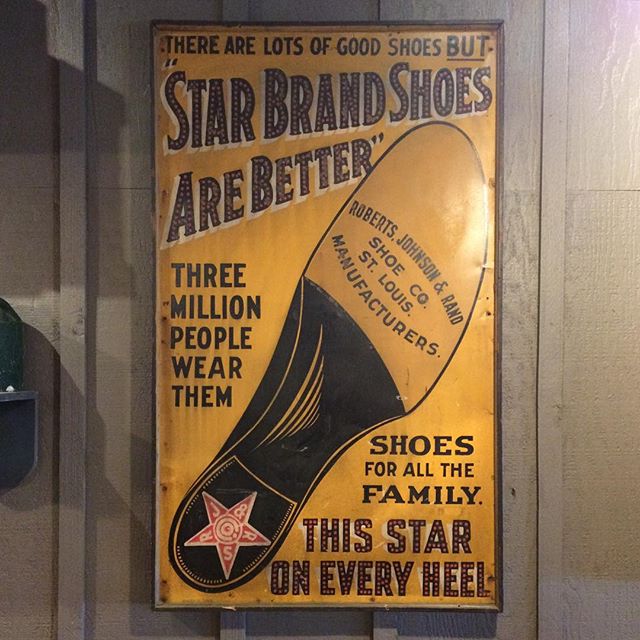 THERE ARE LOTS OF GOOD SHOES BUT
"STAR BRAND SHOES
ARE BETTER"
ROBERTS, JOHNSON & RAND
SHOE CO.
ST. LOUIS.
MANUFACTURERS.
THREE
MILLION
PEOPLE
WEAR
THEM
SHOES
FOR ALL THE
FAMILY.
THIS STAR
ON EVERY HEEL